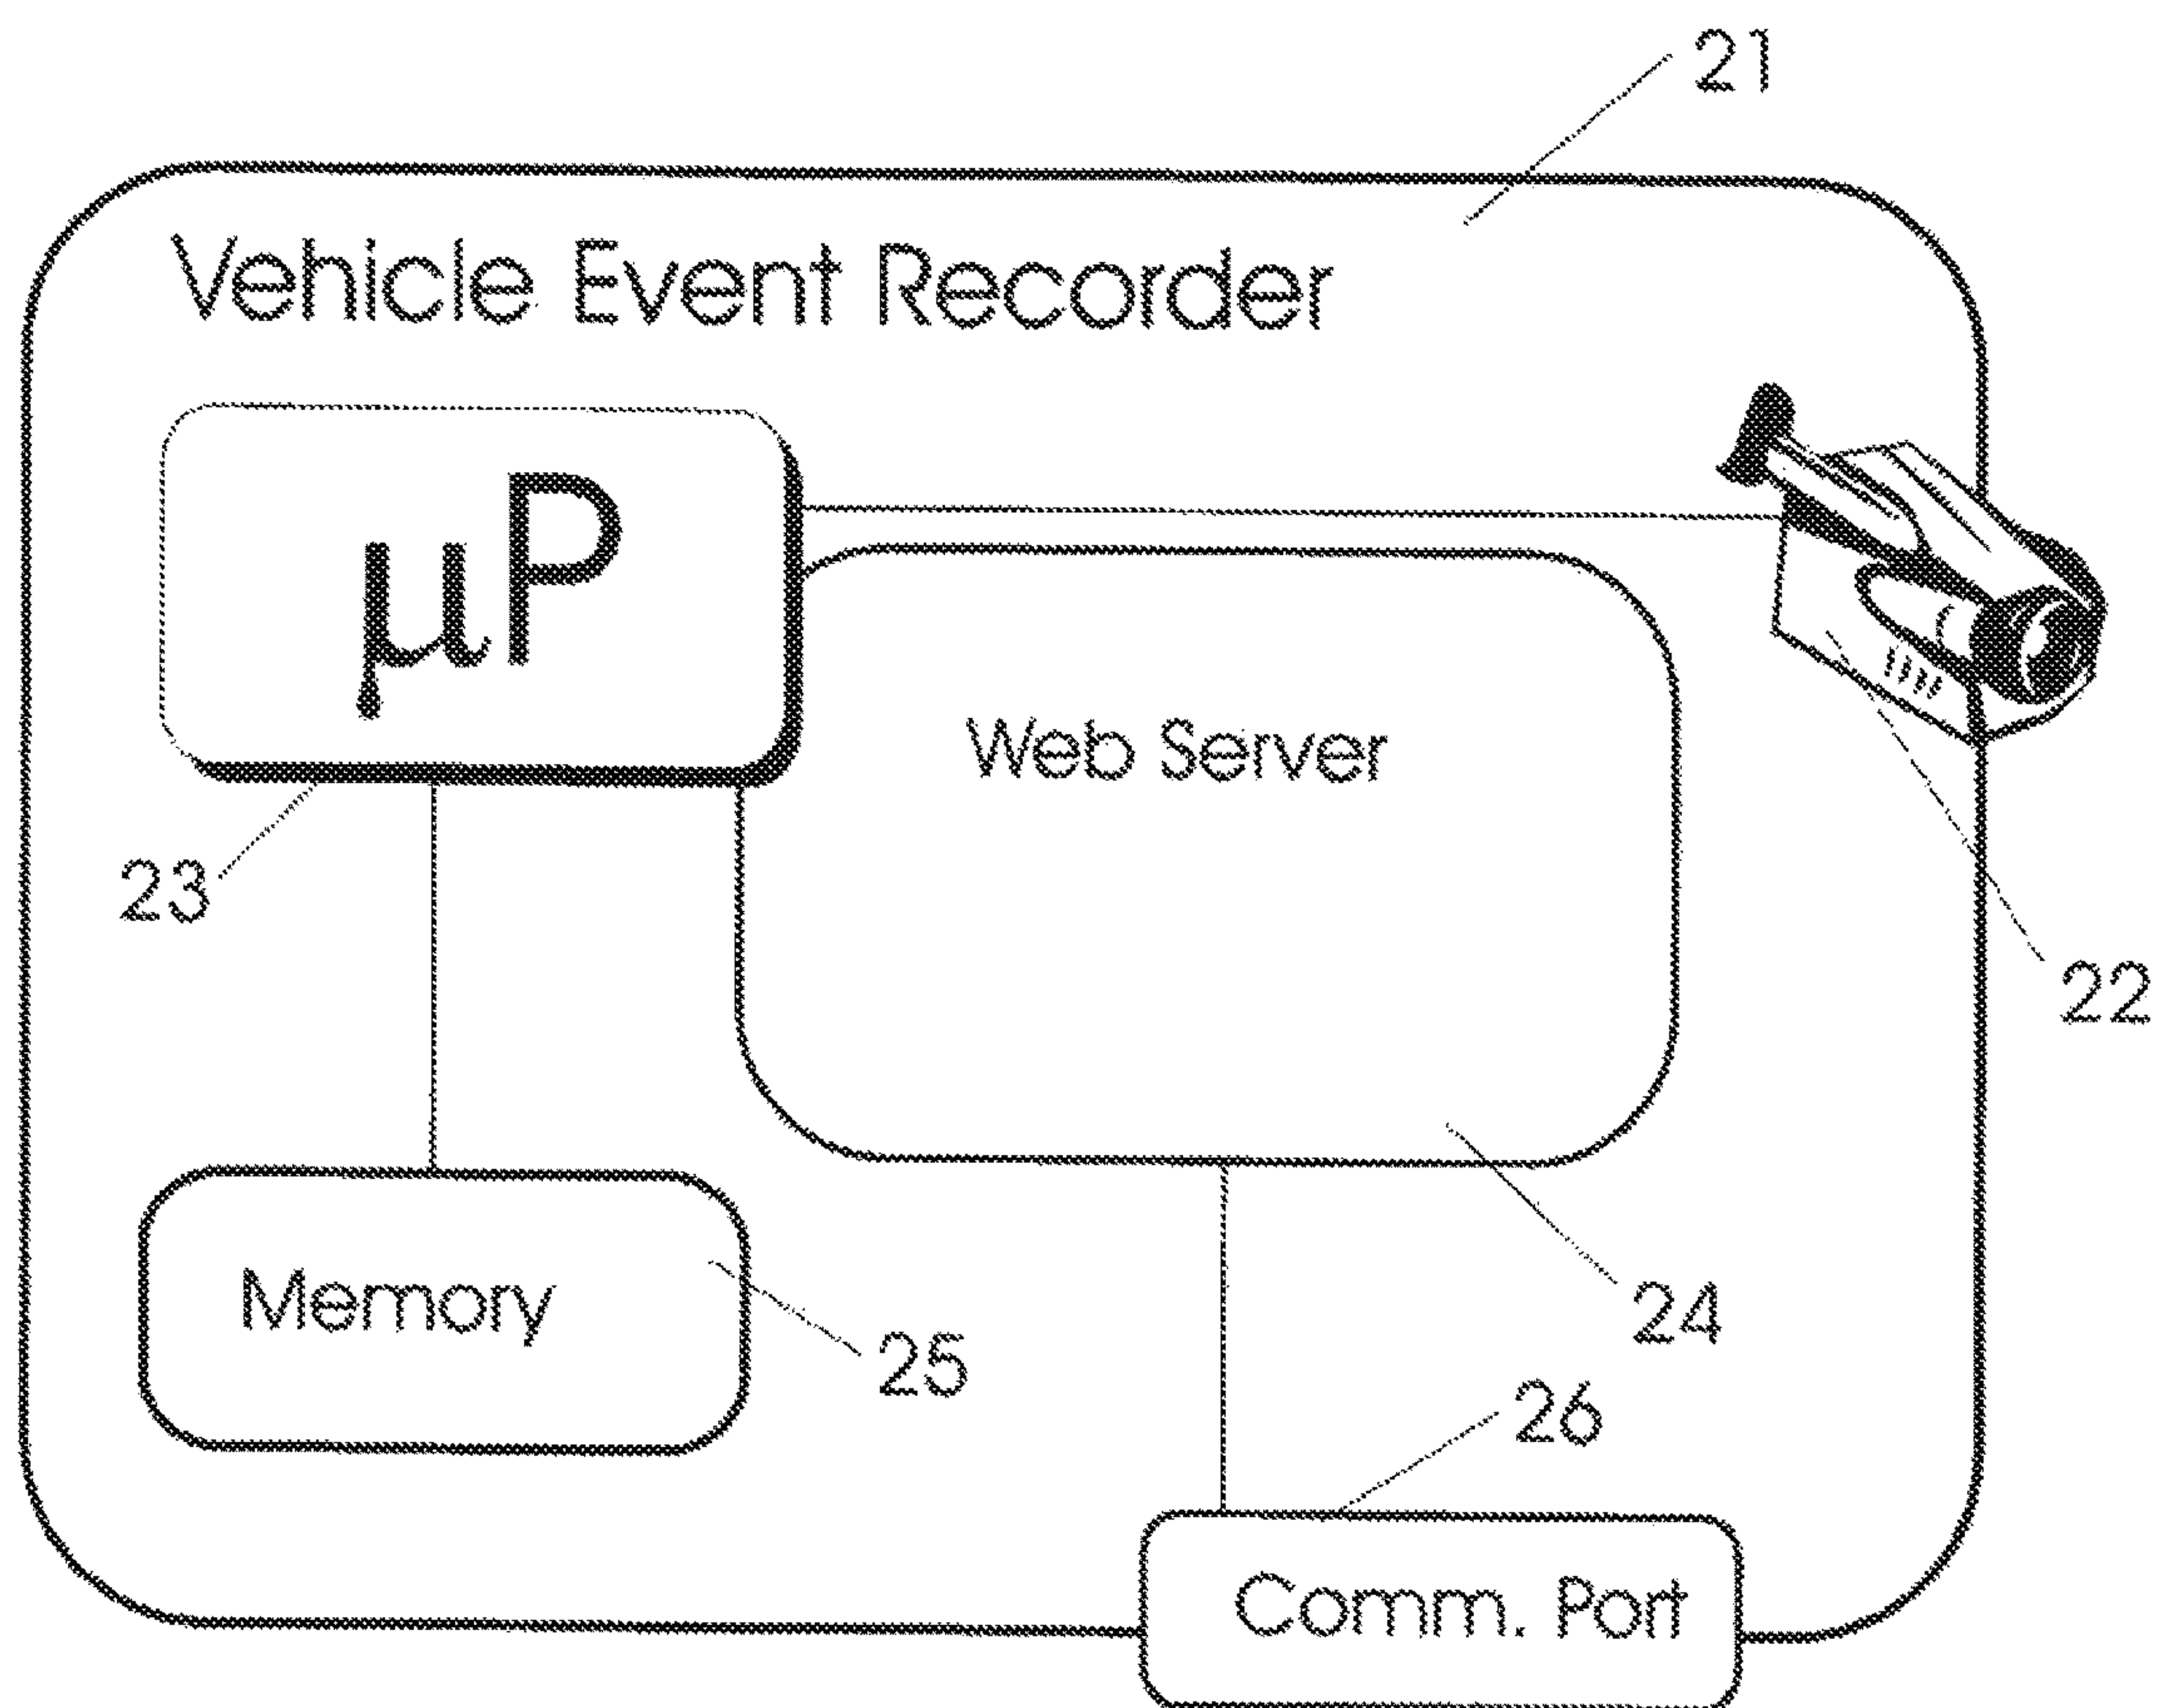 21
Vehicle Event Recorder
μP
Web Server
23
22
Memory
24
25
26
Comm. Port